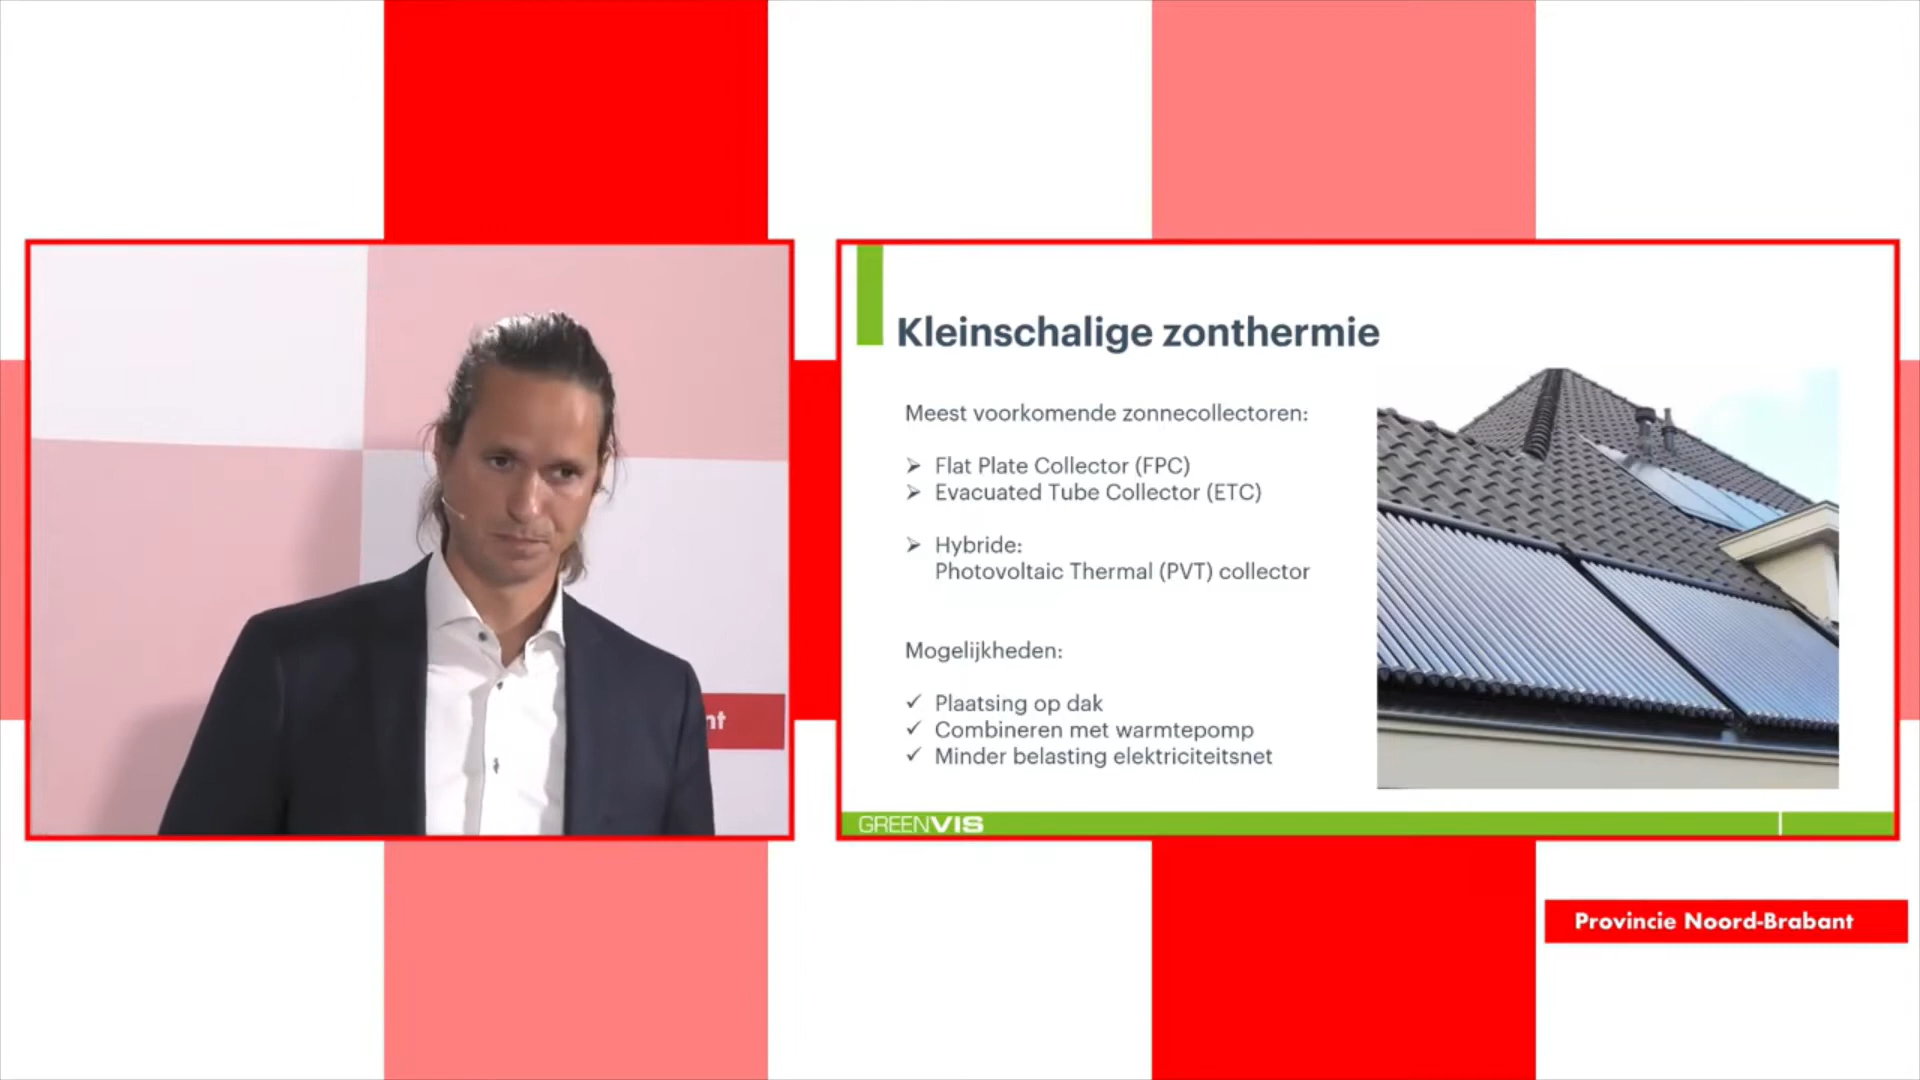 Kleinschalige zonthermie
Meest voorkomende zonnecollectoren:
➢ Flat Plate Collector (FPC)
➢ Evacuated Tube Collector (ETC)
➢ Hybride:
Photovoltaic Thermal (PVT) collector
Mogelijkheden:
✓ Plaatsing op dak
✓ Combineren met warmtepomp
✓ Minder belasting elektriciteitsnet
GREENVIS
nt
Provincie Noord-Brabant